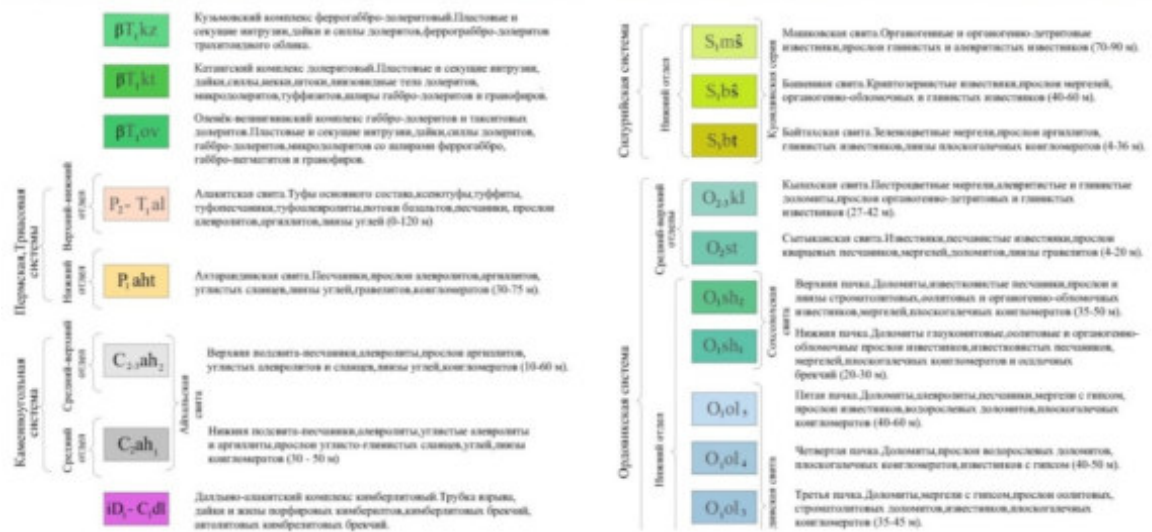 βT₁kz
Кузьмовский комплекс феррогаббро-долеритовый.Пластовые и
секущие интрузии,дайки и силлы долеритов,феррограббро-долеритов
трахитоидного облика.
βT₁kt
Катангский комплекс долеритовый.Пластовые и секущие интрузии,
дайки,силлы,некки,штоки,линзовидные тела долеритов,
микродолеритов,туффизитов,шлиры габбро-долеритов и гранофиров.
βT₁ov
комплекс габбро-долеритов и такситовых
долеритов.Пластовые и секущие интрузии,дайки,силлы долеритов,
габбро-долеритов,микродолеритов со шлирами феррогаббро,
габбро-пегматитов и гранофиров.
Пермская,Триасовая
системы
Верхний-нижний
отдел
P₂- T₁al
Алакитская свита.Туфы основного состава,ксенотуфы,туффиты,
туфопесчаники,туфоалевролиты,потоки базальтов,песчаники, прослои
алевролитов,аргиллитов,линзы углей (0-120 м)
Нижний
отдел
P₁aht
Ахтарандинская свита.Песчаники,прослои алевролитов,аргиллитов,
углистых сланцев,линзы углей,гравелитов,конгломератов (30-75 м).
Каменноугольная
система
Средний-верхний
отдел
C₂₋₃ah₂
Верхняя подсвита-песчаники,алевролиты,прослои аргиллитов,
углистых алевролитов и сланцев,линзы углей,конгломератов (10-60 м).
Айхальская
свита
Средний
отдел
C₂ah₁
Нижняя подсвита-песчаники,алевролиты,углистые алевролиты
и аргиллиты,прослои углисто-глинистых сланцев,углей,линзы
конгломератов (30 - 50 м)
комплекс кимберлитовый.Трубки взрыва,
дайки и жилы порфировых кимберлитов,кимберлитовых брекчий,
автолитовых кимберлитовых брекчий.
Силурийская система
Нижний отдел
S₁mŝ
Машковская свита.Органогенные и органогенно-детритовые
известняки,прослои глинистых и алевритистых известняков (70-90 м).
S₁bŝ
свита.Криптозернистые известняки,прослои мергелей,
органогенно-обломочных и глинистых известняков (40-60 м).
S₁bt
Байтахская свита.Зеленоцветные мергели,прослои аргиллитов,
глинистых известняков,линзы плоскогалечных конгломератов (4-36 м).
серия
Ордовикская система
Средний-верхний
отделы
O₂₋₃kl
Кылахская свита.Пестроцветные мергели,алевритистые и глинистые
доломиты,прослои органогенно-детритовых и глинистых
известняков (27-42 м).
O₂st
Сытыканская свита.Известняки,песчанистые известняки,прослои
кварцевых песчаников,мергелей,доломитов,линзы гравелитов (4-20 м).
Нижний отдел
O₁sh₂
Верхняя пачка.Доломиты,известковистые песчаники,прослои и
линзы строматолитовых,оолитовых и органогенно-обломочных
известняков,мергелей,плоскогалечных конгломератов (35-50 м).
O₁sh₁
Нижняя пачка.Доломиты глауконитовые,оолитовые и органогенно-
обломочные прослои известняков,известковистых песчаников,
мергелей,плоскогалечных конгломератов и осадочных
брекчий (20-30 м).
Сохсолохская
свита
O₁ol₅
Пятая пачка.Доломиты,алевролиты,песчаники,мергели с гипсом,
прослои известняков,водорослевых доломитов,плоскогалечных
конгломератов (40-60 м).
O₁ol₄
Четвертая пачка.Доломиты,прослои водорослевых доломитов,
плоскогалечных конгломератов,известняков с гипсом (40-50 м).
O₁ol₃
Третья пачка.Доломиты,мергели с гипсом,прослои оолитовых,
строматолитовых доломитов,известняков,плоскогалечных
конгломератов (35-45 м).
свита